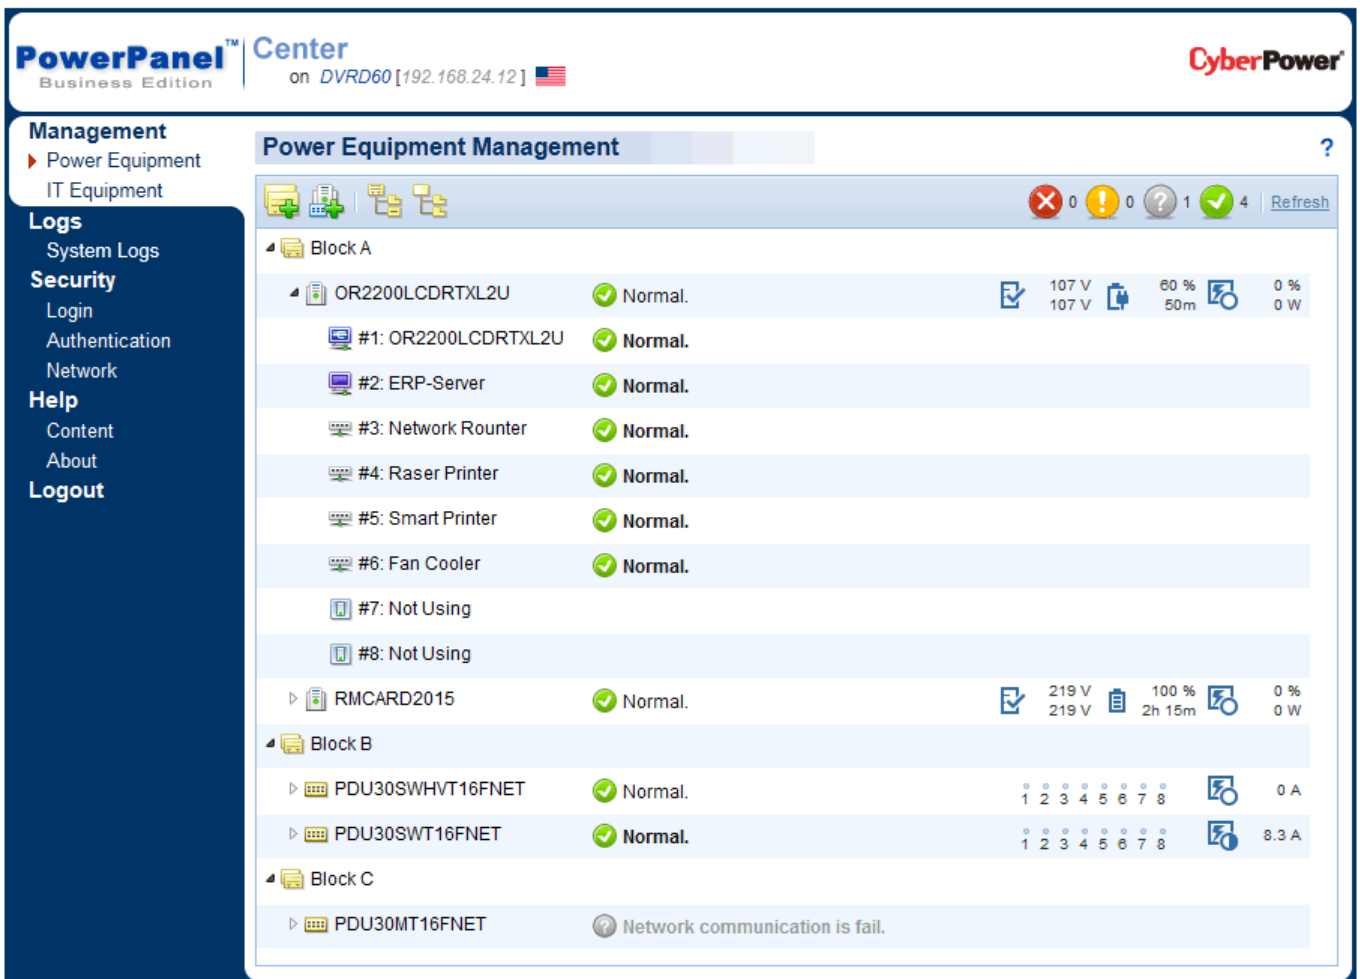 PowerPanel™ Center
Business Edition on DVRD60 [192.168.24.12]
CyberPower
Management
Power Equipment
IT Equipment
Logs
System Logs
Security
Login
Authentication
Network
Help
Content
About
Logout
Power Equipment Management ?
0 0 1 4 Refresh
Block A
OR2200LCDRTXL2U Normal. 107 V 60 % 0 %
107 V 50m 0 W
#1: OR2200LCDRTXL2U Normal.
#2: ERP-Server Normal.
#3: Network Rounter Normal.
#4: Raser Printer Normal.
#5: Smart Printer Normal.
#6: Fan Cooler Normal.
#7: Not Using
#8: Not Using
RMCARD2015 Normal. 219 V 100 % 0 %
219 V 2h 15m 0 W
Block B
PDU30SWHVT16FNET Normal. 1 2 3 4 5 6 7 8 0 A
PDU30SWT16FNET Normal. 1 2 3 4 5 6 7 8 8.3 A
Block C
PDU30MT16FNET Network communication is fail.